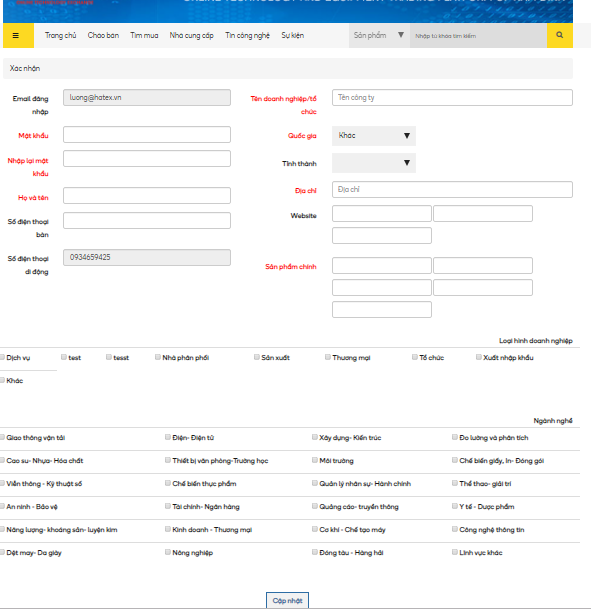 Trang chủ Chào bán Tìm mua Nhà cung cấp Tin công nghệ Sự kiện Sản phẩm ▼ Nhập từ khóa tìm kiếm
Xác nhận
Email đăng nhập luong@hatex.vn
Mật khẩu
Nhập lại mật khẩu
Họ và tên
Số điện thoại bàn
Số điện thoại di động 0934659425
Tên doanh nghiệp/tổ chức Tên công ty
Quốc gia Khác ▼
Tỉnh thành ▼
Địa chỉ Địa chỉ
Website
Sản phẩm chính
Loại hình doanh nghiệp
Dịch vụ test tesst Nhà phân phối Sản xuất Thương mại Tổ chức Xuất nhập khẩu
Khác
Ngành nghề
Giao thông vận tải Điện- Điện tử Xây dựng- Kiến trúc Đo lường và phân tích
Cao su- Nhựa- Hóa chất Thiết bị văn phòng-Trường học Môi trường Chế biến giấy, In- Đóng gói
Viễn thông - Kỹ thuật số Chế biến thực phẩm Quản lý nhân sự- Hành chính Thể thao- giải trí
An ninh - Bảo vệ Tài chính- Ngân hàng Quảng cáo- truyền thông Y tế - Dược phẩm
Năng lượng- khoáng sản- luyện kim Kinh doanh - Thương mại Cơ khí - Chế tạo máy Công nghệ thông tin
Dệt may- Da giày Nông nghiệp Đóng tàu - Hàng hải Lĩnh vực khác
Cập nhật